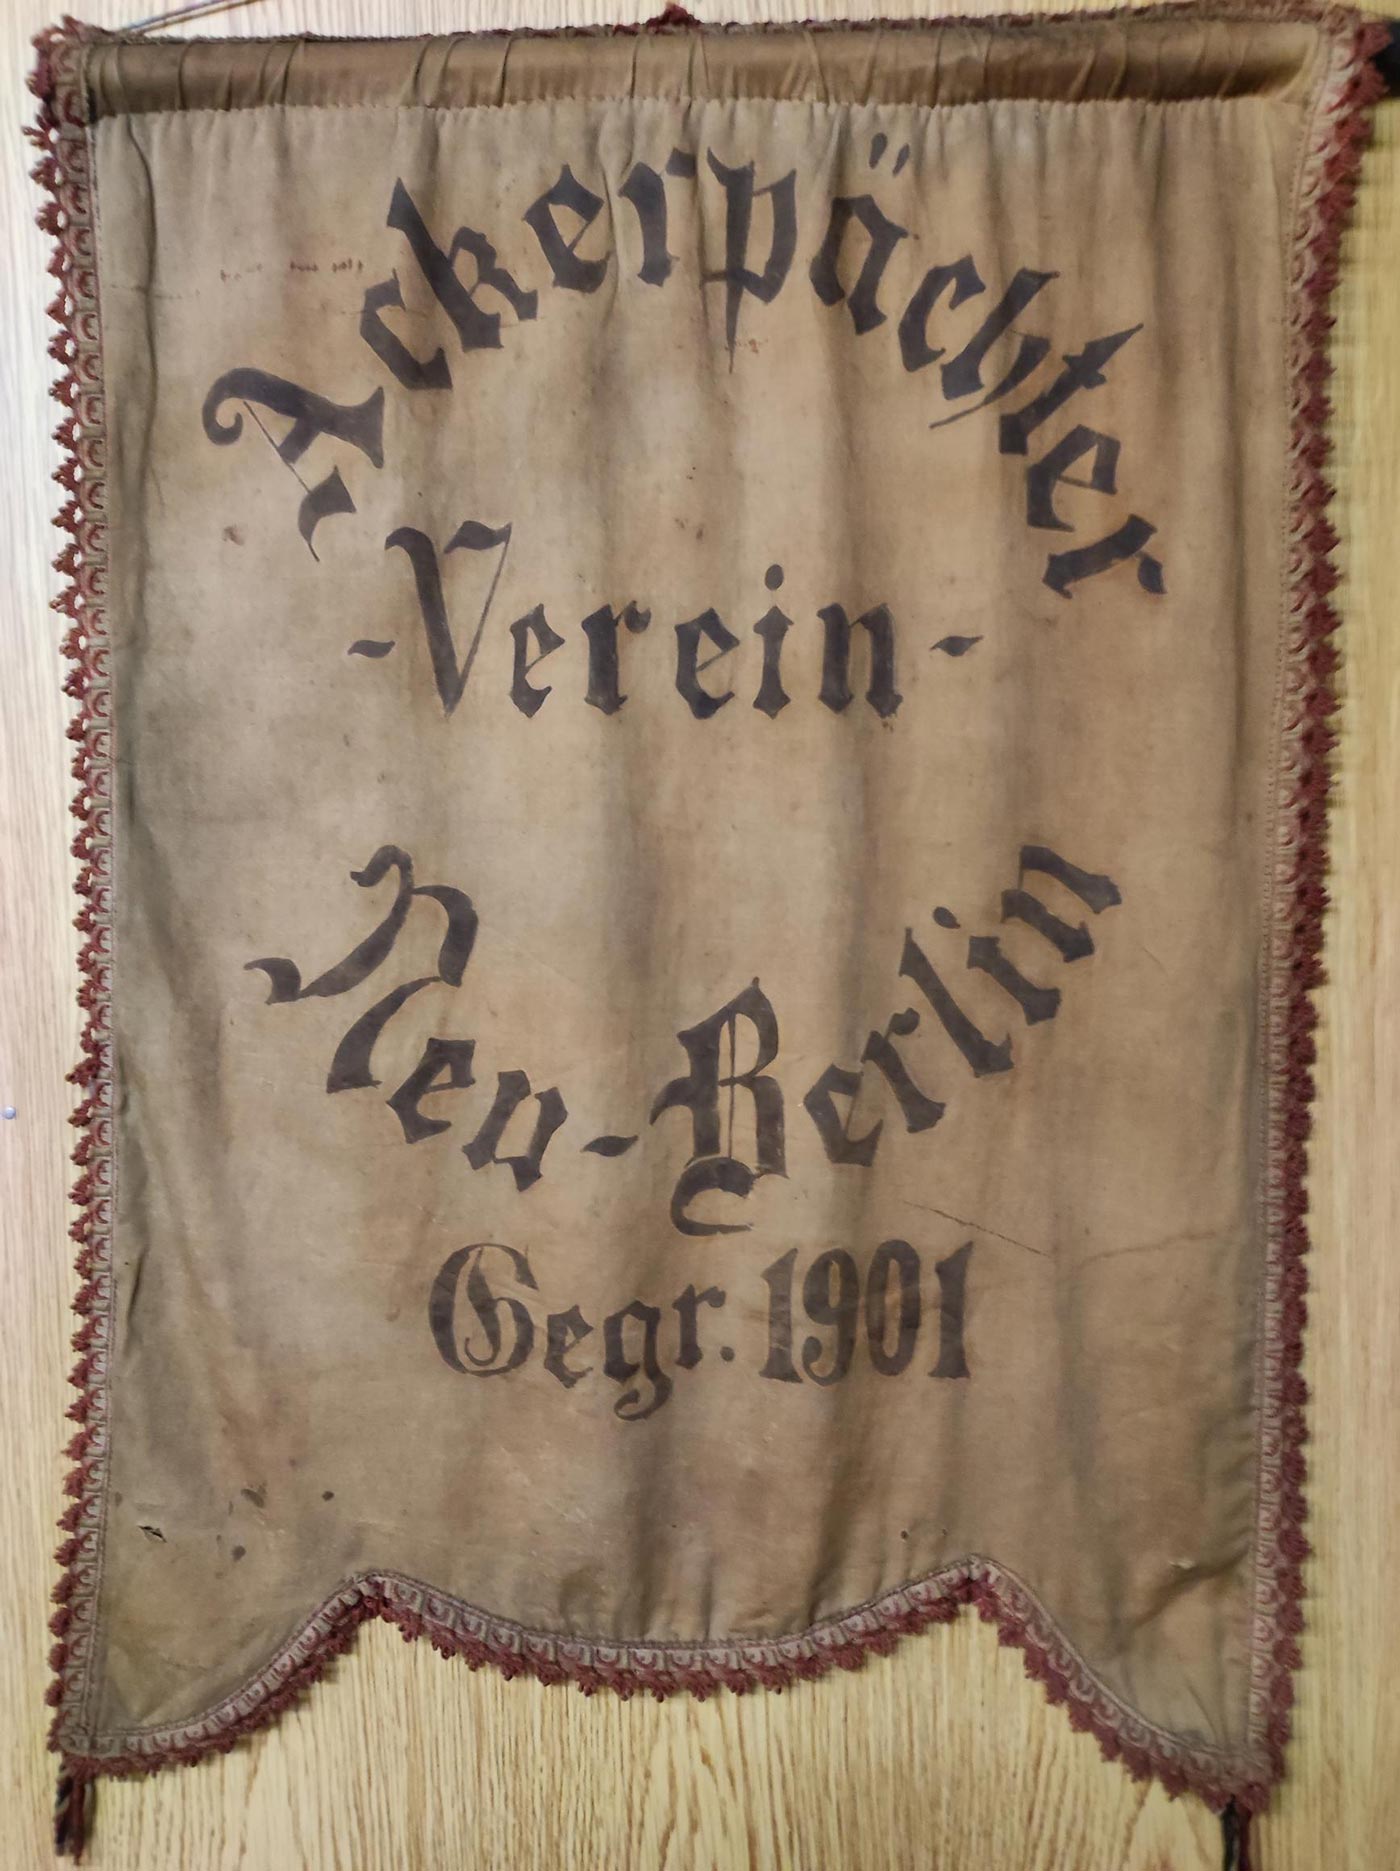 Ackerpächter
-Verein-
Neu-Berlin
Gegr. 1901